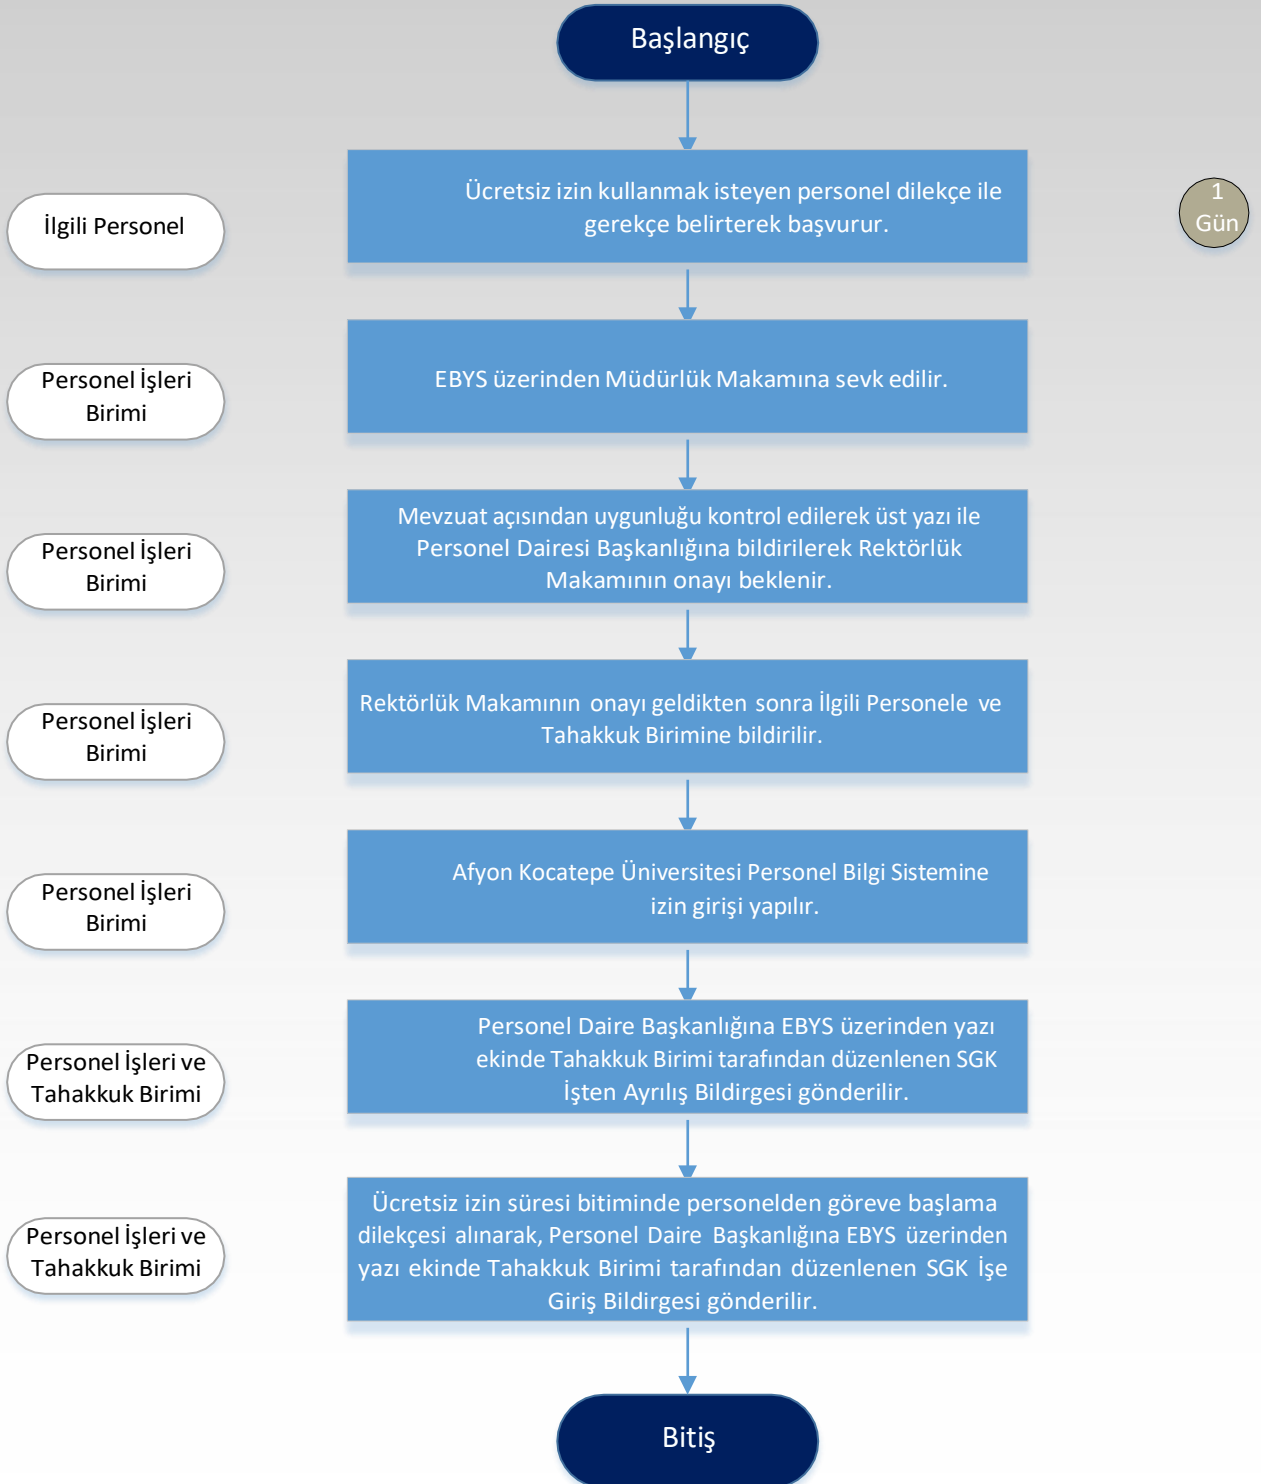 Başlangıç
İlgili Personel
Ücretsiz izin kullanmak isteyen personel dilekçe ile
gerekçe belirterek başvurur.
1
Gün
Personel İşleri
Birimi
EBYS üzerinden Müdürlük Makamına sevk edilir.
Personel İşleri
Birimi
Mevzuat açısından uygunluğu kontrol edilerek üst yazı ile
Personel Dairesi Başkanlığına bildirilerek Rektörlük
Makamının onayı beklenir.
Personel İşleri
Birimi
Rektörlük Makamının onayı geldikten sonra İlgili Personele ve
Tahakkuk Birimine bildirilir.
Personel İşleri
Birimi
Afyon Kocatepe Üniversitesi Personel Bilgi Sistemine
izin girişi yapılır.
Personel İşleri ve
Tahakkuk Birimi
Personel Daire Başkanlığına EBYS üzerinden yazı
ekinde Tahakkuk Birimi tarafından düzenlenen SGK
İşten Ayrılış Bildirgesi gönderilir.
Personel İşleri ve
Tahakkuk Birimi
Ücretsiz izin süresi bitiminde personelden göreve başlama
dilekçesi alınarak, Personel Daire Başkanlığına EBYS üzerinden
yazı ekinde Tahakkuk Birimi tarafından düzenlenen SGK İşe
Giriş Bildirgesi gönderilir.
Bitiş